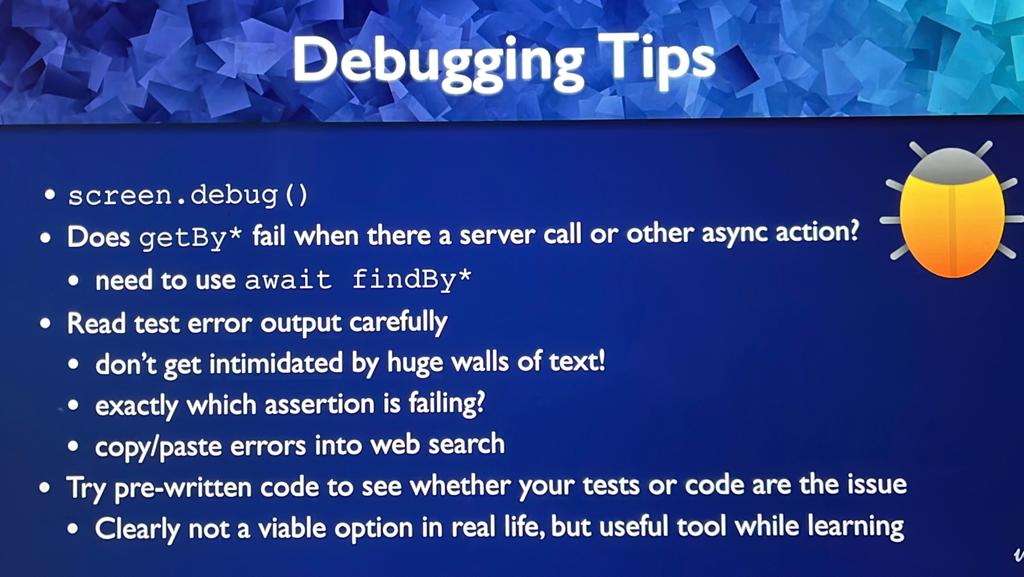 Debugging Tips
• screen.debug()
• Does getBy* fail when there a server call or other async action?
• need to use await findBy*
• Read test error output carefully
• don't get intimidated by huge walls of text!
• exactly which assertion is failing?
• copy/paste errors into web search
• Try pre-written code to see whether your tests or code are the issue
• Clearly not a viable option in real life, but useful tool while learning